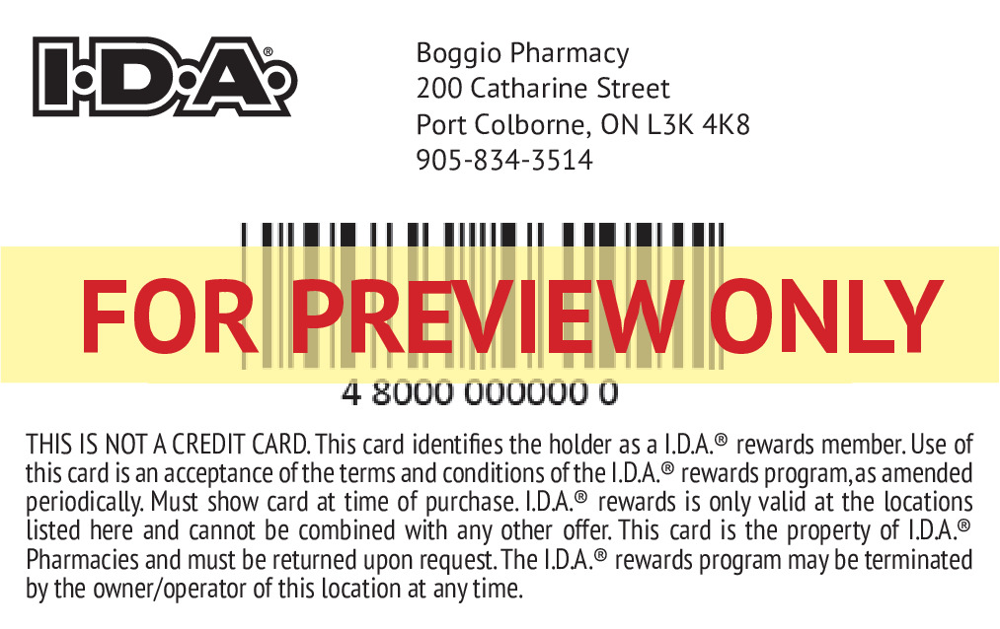 I·D·A·®
Boggio Pharmacy
200 Catharine Street
Port Colborne, ON L3K 4K8
905-834-3514
FOR PREVIEW ONLY
4 8000 000000 0
THIS IS NOT A CREDIT CARD. This card identifies the holder as a I.D.A.® rewards member. Use of
this card is an acceptance of the terms and conditions of the I.D.A.® rewards program, as amended
periodically. Must show card at time of purchase. I.D.A.® rewards is only valid at the locations
listed here and cannot be combined with any other offer. This card is the property of I.D.A.®
Pharmacies and must be returned upon request. The I.D.A.® rewards program may be terminated
by the owner/operator of this location at any time.